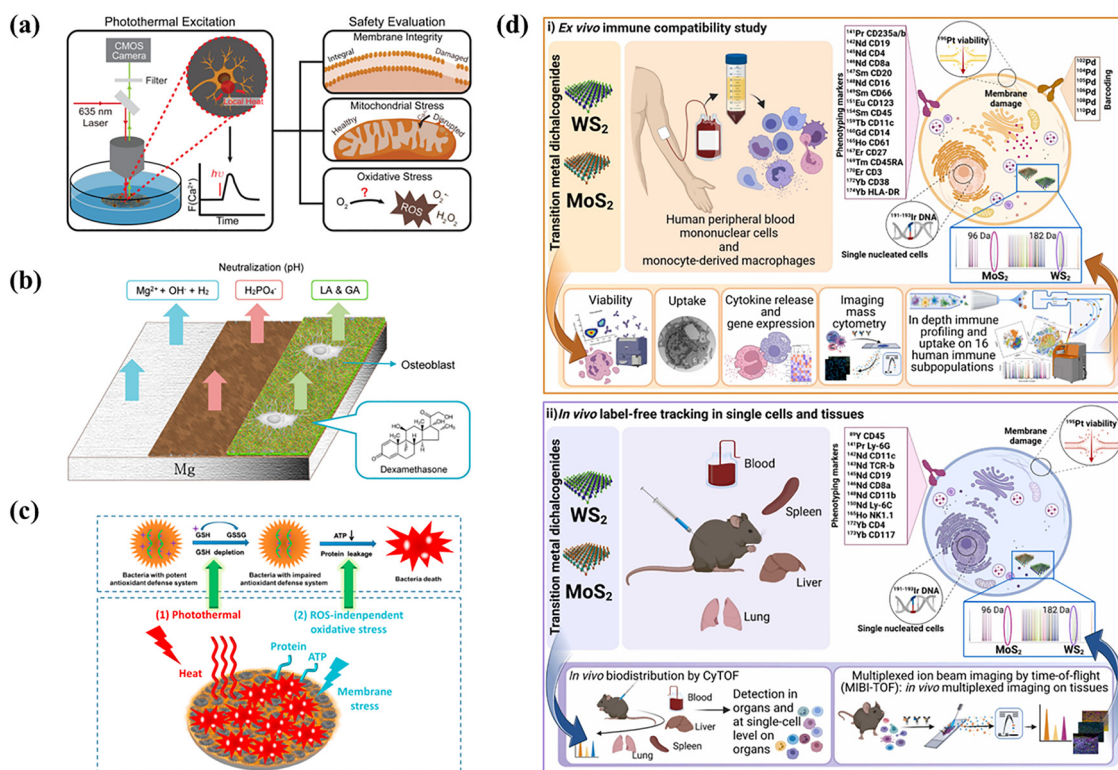 (a)
Photothermal Excitation
CMOS
Camera
Filter
635 nm
Laser
Local Heat
hυ
F(Ca²⁺)
Time
Safety Evaluation
Membrane Integrity
Integral
Damaged
Mitochondrial Stress
Healthy
Disrupted
Oxidative Stress
?
O₂
ROS
O₂⁻
H₂O₂
(b)
Neutralization (pH)
Mg²⁺ + OH⁻ + H₂
H₂PO₄⁻
LA & GA
Osteoblast
Mg
Dexamethasone
(c)
GSH
GSSG
GSH depletion
ATP
Protein leakage
Bacteria with potent
antioxidant defense system
Bacteria with impaired
antioxidant defense system
Bacteria death
(1) Photothermal
(2) ROS-indenpendent
oxidative stress
Heat
Protein
ATP
Membrane
stress
(d)
i) Ex vivo immune compatibility study
Transition metal dichalcogenides
WS₂
MoS₂
Human peripheral blood
mononuclear cells
and
monocyte-derived macrophages
Phenotyping markers
¹⁴¹Pr CD235a/b
¹⁴²Nd CD19
¹⁴⁵Nd CD4
¹⁴⁶Nd CD8a
¹⁴⁷Sm CD20
¹⁴⁸Nd CD16
¹⁴⁹Sm CD66
¹⁵¹Eu CD123
¹⁵⁴Sm CD45
¹⁵⁹Tb CD11c
¹⁶⁰Gd CD14
¹⁶⁵Ho CD61
¹⁶⁷Er CD27
¹⁶⁹Tm CD45RA
¹⁷⁰Er CD3
¹⁷²Yb CD38
¹⁷⁴Yb HLA-DR
¹⁹⁵Pt viability
Membrane
damage
¹⁰²Pd
¹⁰⁴Pd
¹⁰⁵Pd
¹⁰⁶Pd
¹⁰⁸Pd
¹¹⁰Pd
Barcoding
¹⁹¹⁻¹⁹³Ir DNA
Single nucleated cells
96 Da
182 Da
MoS₂
WS₂
Viability
Uptake
Cytokine release
and
gene expression
Imaging
mass
cytometry
In depth immune
profiling and
uptake on 16
human immune
subpopulations
ii) In vivo label-free tracking in single cells and tissues
Transition metal dichalcogenides
WS₂
MoS₂
Blood
Spleen
Liver
Lung
Phenotyping markers
⁸⁹Y CD45
¹⁴¹Pr Ly-6G
¹⁴²Nd CD11c
¹⁴³Nd TCR-b
¹⁴⁵Nd CD19
¹⁴⁶Nd CD8a
¹⁴⁸Nd CD11b
¹⁵⁰Nd Ly-6C
¹⁶⁵Ho NK1.1
¹⁷²Yb CD4
¹⁷³Yb CD117
Membrane
damage
¹⁹⁵Pt viability
¹⁹¹⁻¹⁹³Ir DNA
Single nucleated cells
96 Da
182 Da
MoS₂
WS₂
In vivo biodistribution by CyTOF
Blood
Liver
Spleen
Lung
Detection in
organs and
at single-cell
level on
organs
Multiplexed ion beam imaging by time-of-flight
(MIBI-TOF): in vivo multiplexed imaging on tissues